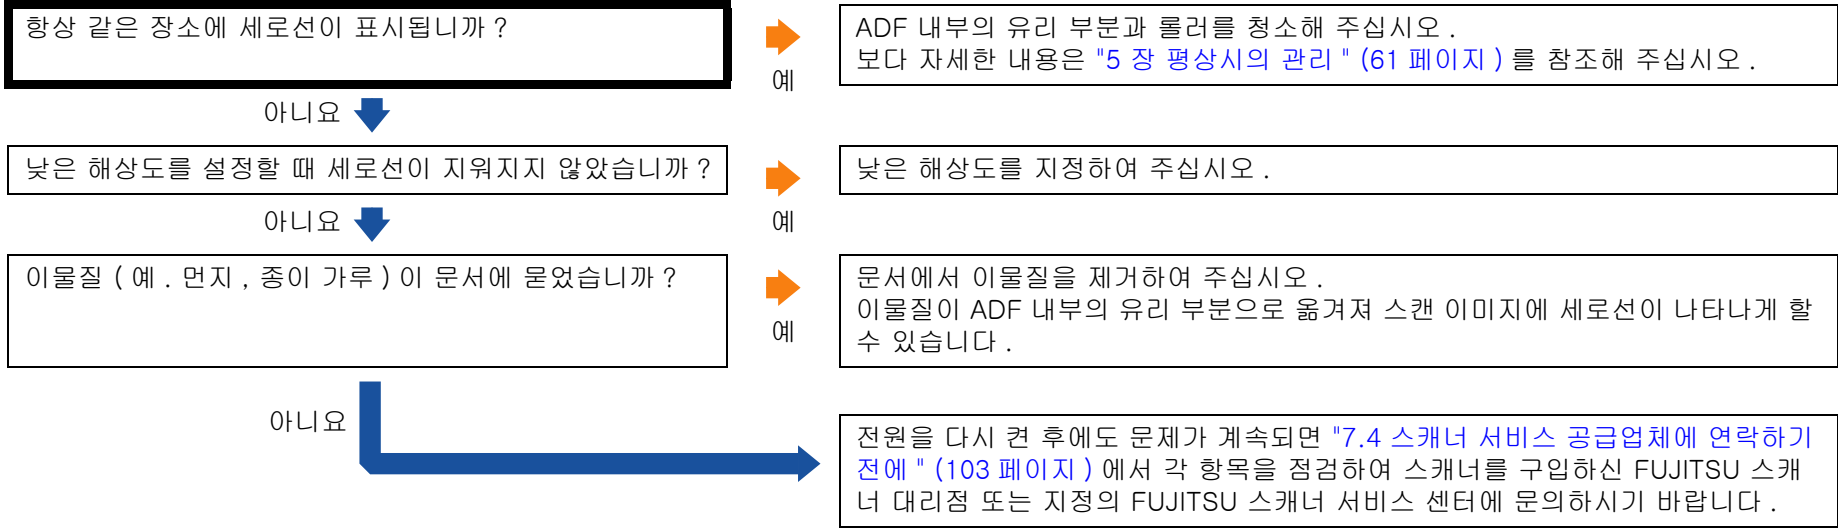 항상 같은 장소에 세로선이 표시됩니까 ?
예
ADF 내부의 유리 부분과 롤러를 청소해 주십시오 .
보다 자세한 내용은 "5 장 평상시의 관리 " (61 페이지 ) 를 참조해 주십시오 .
아니요
낮은 해상도를 설정할 때 세로선이 지워지지 않았습니까 ?
예
낮은 해상도를 지정하여 주십시오 .
아니요
이물질 ( 예 . 먼지 , 종이 가루 ) 이 문서에 묻었습니까 ?
예
문서에서 이물질을 제거하여 주십시오 .
이물질이 ADF 내부의 유리 부분으로 옮겨져 스캔 이미지에 세로선이 나타나게 할
수 있습니다 .
아니요
전원을 다시 켠 후에도 문제가 계속되면 "7.4 스캐너 서비스 공급업체에 연락하기
전에 " (103 페이지 ) 에서 각 항목을 점검하여 스캐너를 구입하신 FUJITSU 스캐
너 대리점 또는 지정의 FUJITSU 스캐너 서비스 센터에 문의하시기 바랍니다 .